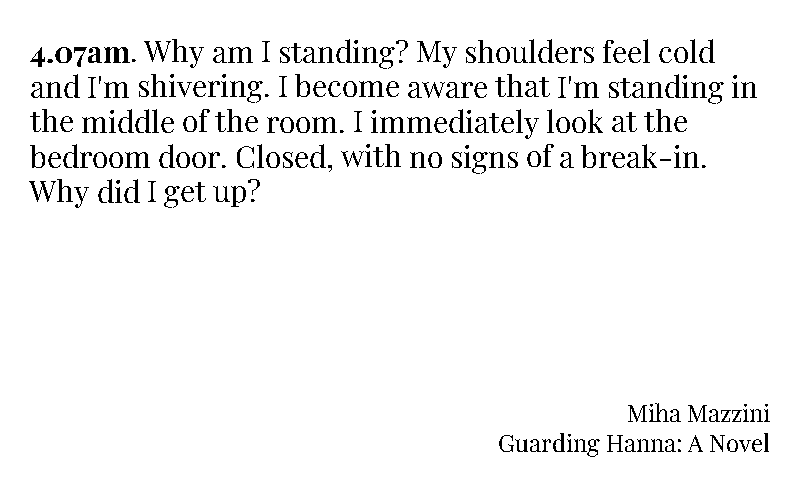 4.07am. Why am I standing? My shoulders feel cold
and I'm shivering. I become aware that I'm standing in
the middle of the room. I immediately look at the
bedroom door. Closed, with no signs of a break-in.
Why did I get up?
Miha Mazzini
Guarding Hanna: A Novel